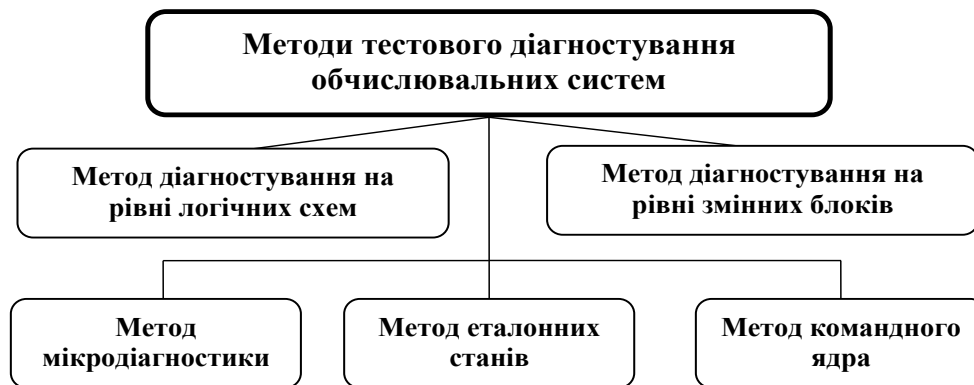 Методи тестового діагностування
обчислювальних систем
Метод діагностування на
рівні логічних схем
Метод діагностування на
рівні змінних блоків
Метод
мікродіагностики
Метод еталонних
станів
Метод командного
ядра